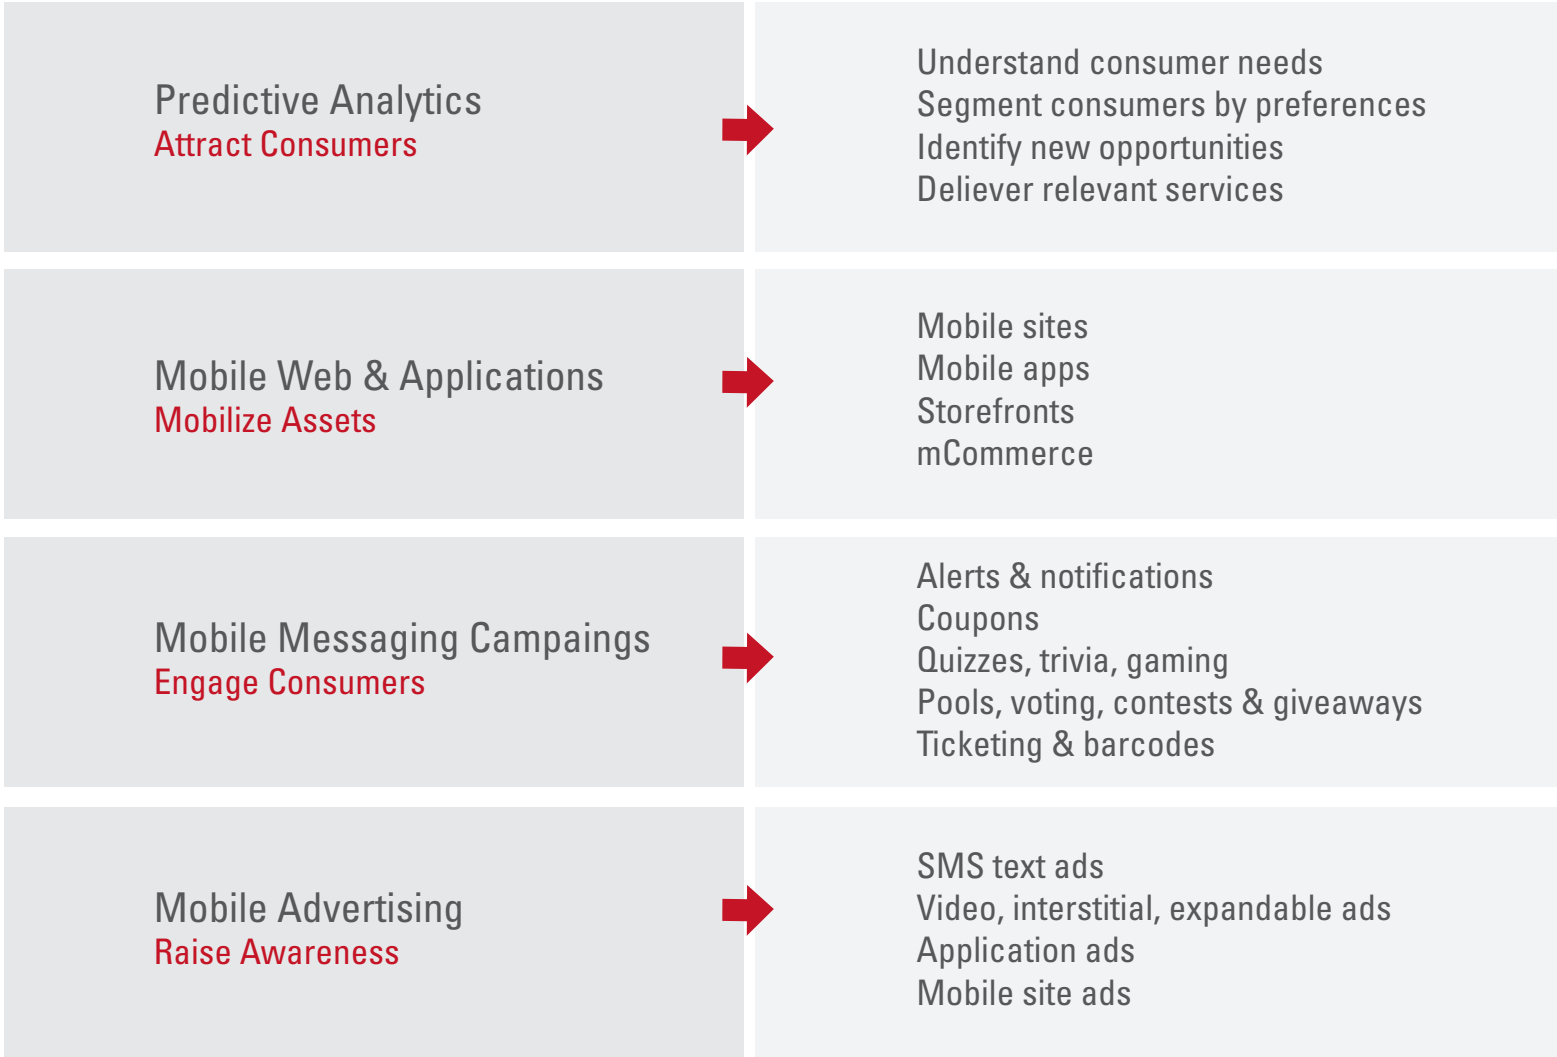 Predictive Analytics
Attract Consumers
Understand consumer needs
Segment consumers by preferences
Identify new opportunities
Deliever relevant services
Mobile Web & Applications
Mobilize Assets
Mobile sites
Mobile apps
Storefronts
mCommerce
Mobile Messaging Campaings
Engage Consumers
Alerts & notifications
Coupons
Quizzes, trivia, gaming
Pools, voting, contests & giveaways
Ticketing & barcodes
Mobile Advertising
Raise Awareness
SMS text ads
Video, interstitial, expandable ads
Application ads
Mobile site ads